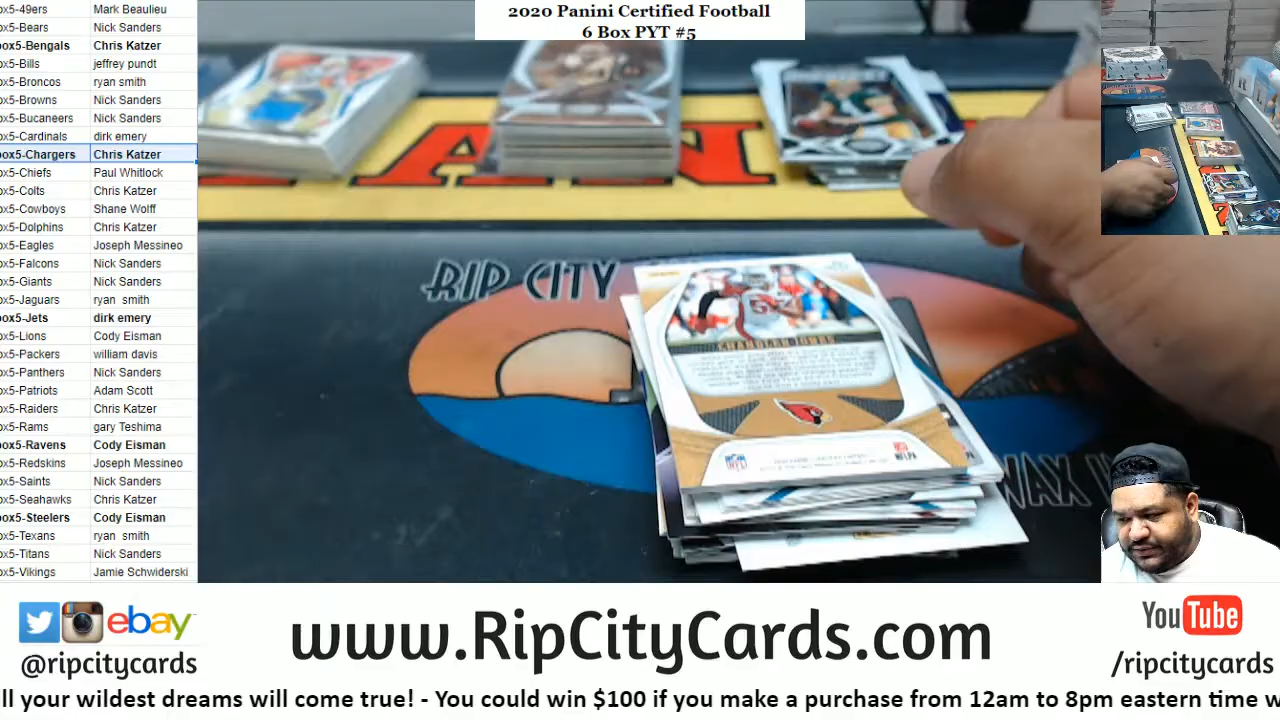 2020 Panini Certified Football
6 Box PYT #5
ox5-49ers Mark Beaulieu
ox5-Bears Nick Sanders
oox5-Bengals Chris Katzer
ox5-Bills jeffrey pundt
ox5-Broncos ryan smith
ox5-Browns Nick Sanders
ox5-Bucaneers Nick Sanders
ox5-Cardinals dirk emery
oox5-Chargers Chris Katzer
ox5-Chiefs Paul Whitlock
ox5-Colts Chris Katzer
ox5-Cowboys Shane Wolff
ox5-Dolphins Chris Katzer
ox5-Eagles Joseph Messineo
ox5-Falcons Nick Sanders
ox5-Giants Nick Sanders
ox5-Jaguars ryan smith
oox5-Jets dirk emery
ox5-Lions Cody Eisman
ox5-Packers william davis
ox5-Panthers Nick Sanders
ox5-Patriots Adam Scott
ox5-Raiders Chris Katzer
ox5-Rams gary Teshima
oox5-Ravens Cody Eisman
ox5-Redskins Joseph Messineo
ox5-Saints Nick Sanders
ox5-Seahawks Chris Katzer
oox5-Steelers Cody Eisman
ox5-Texans ryan smith
ox5-Titans Nick Sanders
ox5-Vikings Jamie Schwiderski
RIP CITY
CHANDLER JONES
NFL
WAX
ebay
@ripcitycards
www.RipCityCards.com
YouTube
/ripcitycards
ll your wildest dreams will come true! - You could win $100 if you make a purchase from 12am to 8pm eastern time w